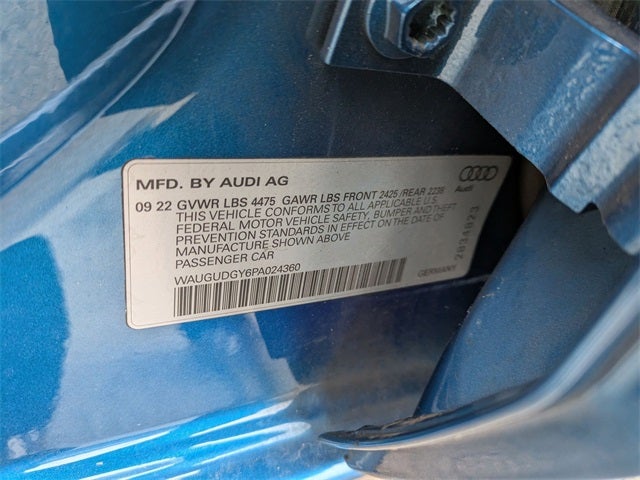 MFD. BY AUDI AG
09 22 GVWR LBS 4475 GAWR LBS FRONT 2425 /REAR 2238
THIS VEHICLE CONFORMS TO ALL APPLICABLE U.S.
FEDERAL MOTOR VEHICLE SAFETY, BUMPER AND THEFT
PREVENTION STANDARDS IN EFFECT ON THE DATE OF
MANUFACTURE SHOWN ABOVE
PASSENGER CAR
WAUGUDGY6PA024360
Audi
GERMANY
2834823